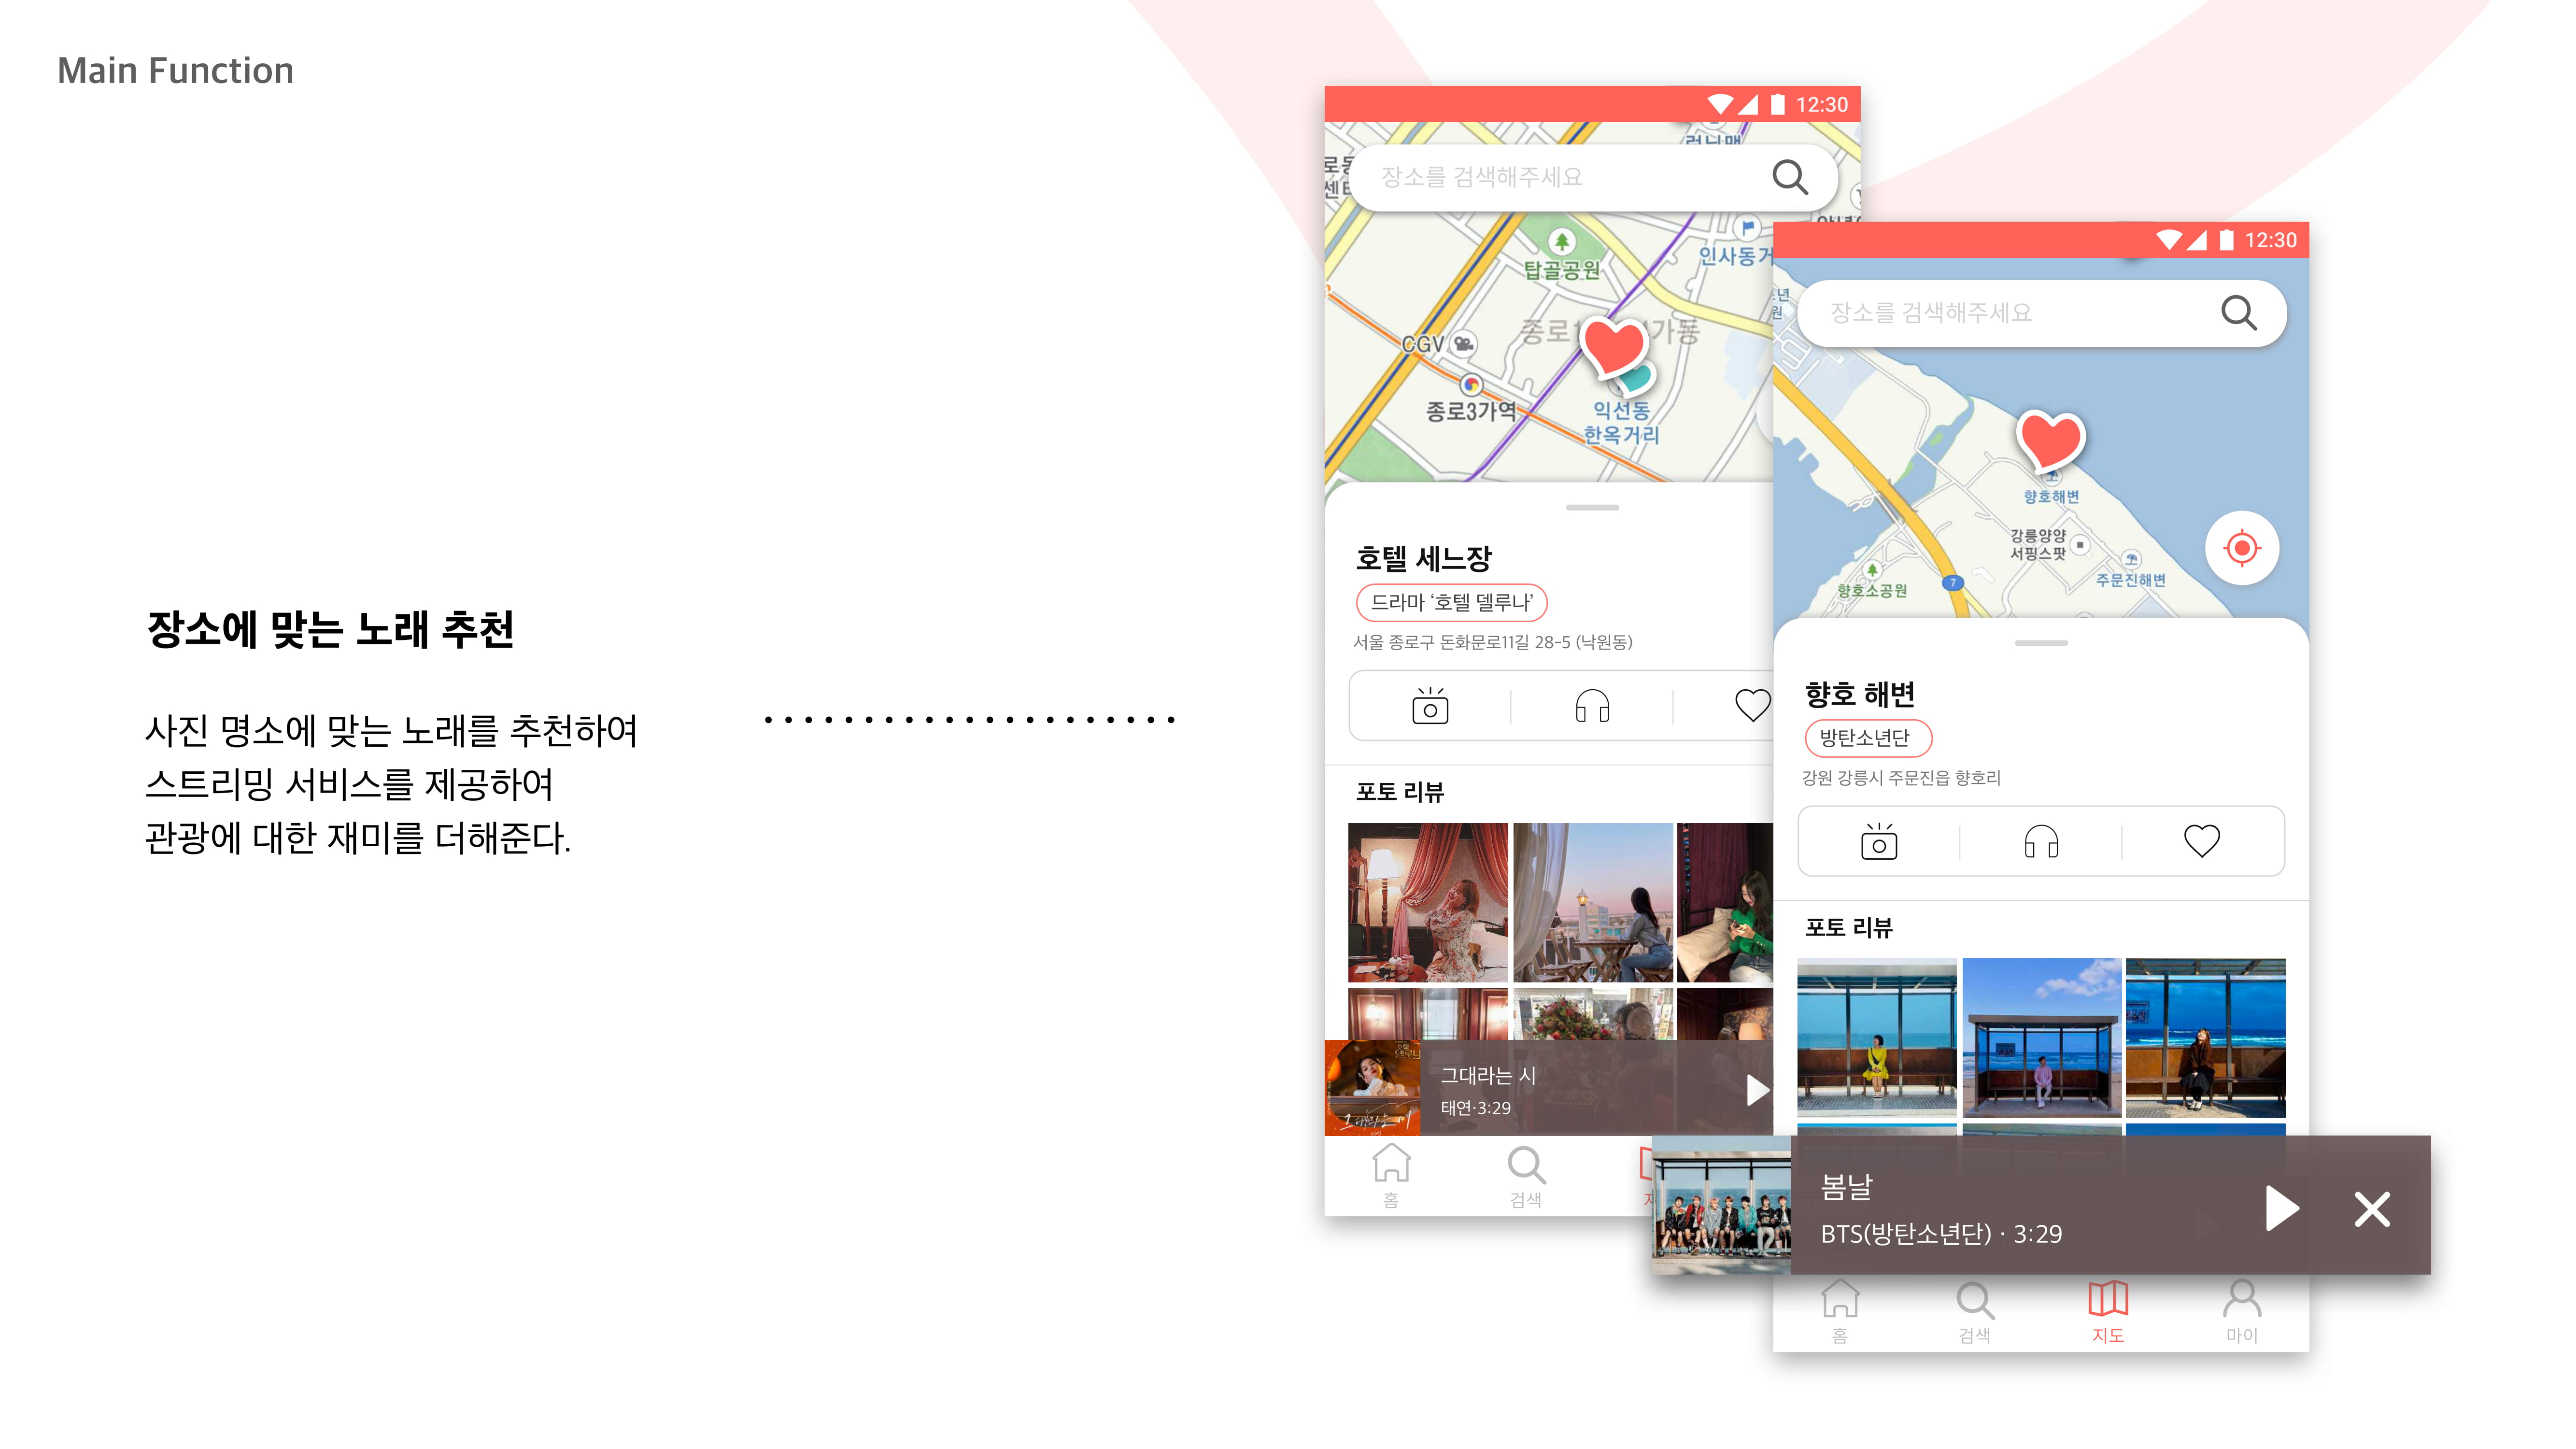 Main Function
장소에 맞는 노래 추천
사진 명소에 맞는 노래를 추천하여
스트리밍 서비스를 제공하여
관광에 대한 재미를 더해준다.
12:30
장소를 검색해주세요
탑골공원
인사동거
CGV
종로3가역
익선동
한옥거리
호텔 세느장
드라마 ‘호텔 델루나’
서울 종로구 돈화문로11길 28-5 (낙원동)
포토 리뷰
그대라는 시
태연·3:29
홈
검색
12:30
장소를 검색해주세요
향호해변
강릉양양
서핑스팟
주문진해변
향호소공원
7
향호 해변
방탄소년단
강원 강릉시 주문진읍 향호리
포토 리뷰
봄날
BTS(방탄소년단) · 3:29
홈
검색
지도
마이